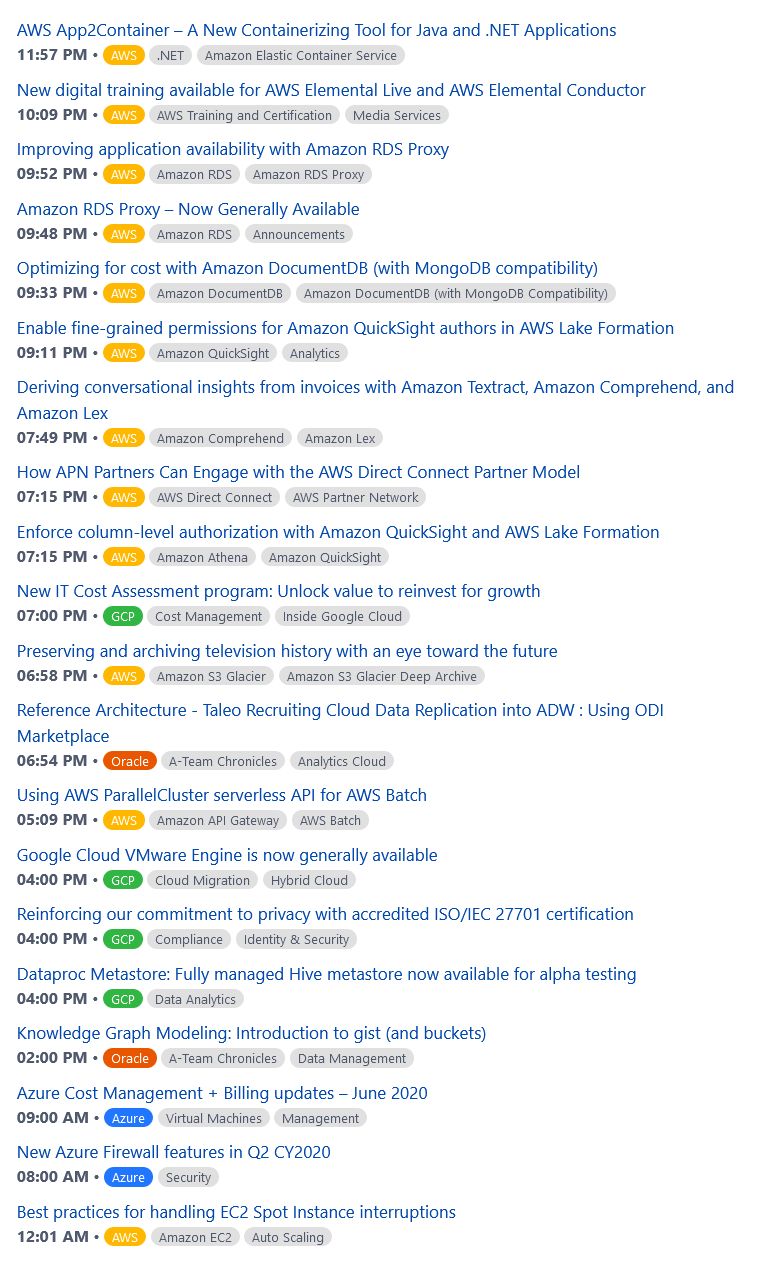 AWS App2Container – A New Containerizing Tool for Java and .NET Applications
11:57 PM • AWS .NET Amazon Elastic Container Service
New digital training available for AWS Elemental Live and AWS Elemental Conductor
10:09 PM • AWS AWS Training and Certification Media Services
Improving application availability with Amazon RDS Proxy
09:52 PM • AWS Amazon RDS Amazon RDS Proxy
Amazon RDS Proxy – Now Generally Available
09:48 PM • AWS Amazon RDS Announcements
Optimizing for cost with Amazon DocumentDB (with MongoDB compatibility)
09:33 PM • AWS Amazon DocumentDB Amazon DocumentDB (with MongoDB Compatibility)
Enable fine-grained permissions for Amazon QuickSight authors in AWS Lake Formation
09:11 PM • AWS Amazon QuickSight Analytics
Deriving conversational insights from invoices with Amazon Textract, Amazon Comprehend, and
Amazon Lex
07:49 PM • AWS Amazon Comprehend Amazon Lex
How APN Partners Can Engage with the AWS Direct Connect Partner Model
07:15 PM • AWS AWS Direct Connect AWS Partner Network
Enforce column-level authorization with Amazon QuickSight and AWS Lake Formation
07:15 PM • AWS Amazon Athena Amazon QuickSight
New IT Cost Assessment program: Unlock value to reinvest for growth
07:00 PM • GCP Cost Management Inside Google Cloud
Preserving and archiving television history with an eye toward the future
06:58 PM • AWS Amazon S3 Glacier Amazon S3 Glacier Deep Archive
Reference Architecture - Taleo Recruiting Cloud Data Replication into ADW : Using ODI
Marketplace
06:54 PM • Oracle A-Team Chronicles Analytics Cloud
Using AWS ParallelCluster serverless API for AWS Batch
05:09 PM • AWS Amazon API Gateway AWS Batch
Google Cloud VMware Engine is now generally available
04:00 PM • GCP Cloud Migration Hybrid Cloud
Reinforcing our commitment to privacy with accredited ISO/IEC 27701 certification
04:00 PM • GCP Compliance Identity & Security
Dataproc Metastore: Fully managed Hive metastore now available for alpha testing
04:00 PM • GCP Data Analytics
Knowledge Graph Modeling: Introduction to gist (and buckets)
02:00 PM • Oracle A-Team Chronicles Data Management
Azure Cost Management + Billing updates – June 2020
09:00 AM • Azure Virtual Machines Management
New Azure Firewall features in Q2 CY2020
08:00 AM • Azure Security
Best practices for handling EC2 Spot Instance interruptions
12:01 AM • AWS Amazon EC2 Auto Scaling